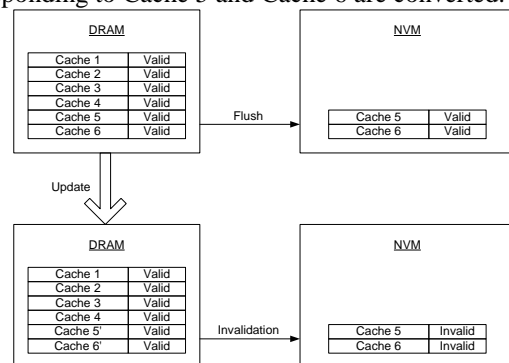 ponding to Cache 5 and Cache 6 are converted.
DRAM
Cache 1 Valid
Cache 2 Valid
Cache 3 Valid
Cache 4 Valid
Cache 5 Valid
Cache 6 Valid
Flush
NVM
Cache 5 Valid
Cache 6 Valid
Update
DRAM
Cache 1 Valid
Cache 2 Valid
Cache 3 Valid
Cache 4 Valid
Cache 5' Valid
Cache 6' Valid
Invalidation
NVM
Cache 5 Invalid
Cache 6 Invalid